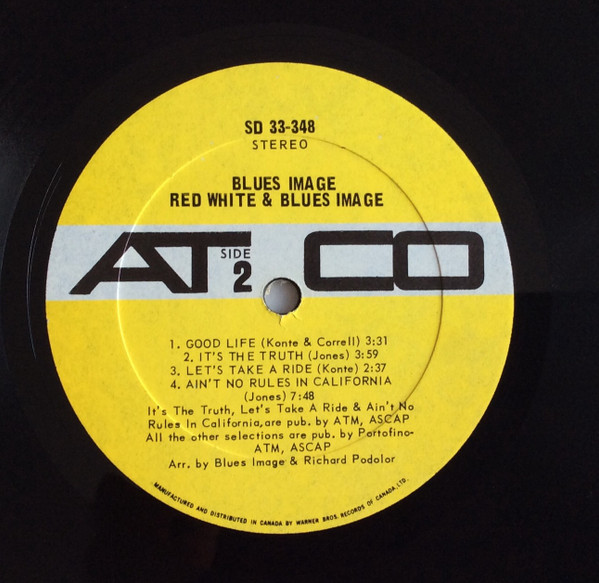 SD 33-348
STEREO
BLUES IMAGE
RED WHITE & BLUES IMAGE
ATCO
SIDE
2
1. GOOD LIFE (Konte & Correll) 3:31
2. IT'S THE TRUTH (Jones) 3:59
3. LET'S TAKE A RIDE (Konte) 2:37
4. AIN'T NO RULES IN CALIFORNIA
(Jones) 7:48
It's The Truth, Let's Take A Ride & Ain't No
Rules In California,are pub. by ATM, ASCAP
All the other selections are pub. by Portofino-
ATM, ASCAP
Arr. by Blues Image & Richard Podolor
MANUFACTURED AND DISTRIBUTED IN CANADA BY WARNER BROS. RECORDS OF CANADA, LTD.